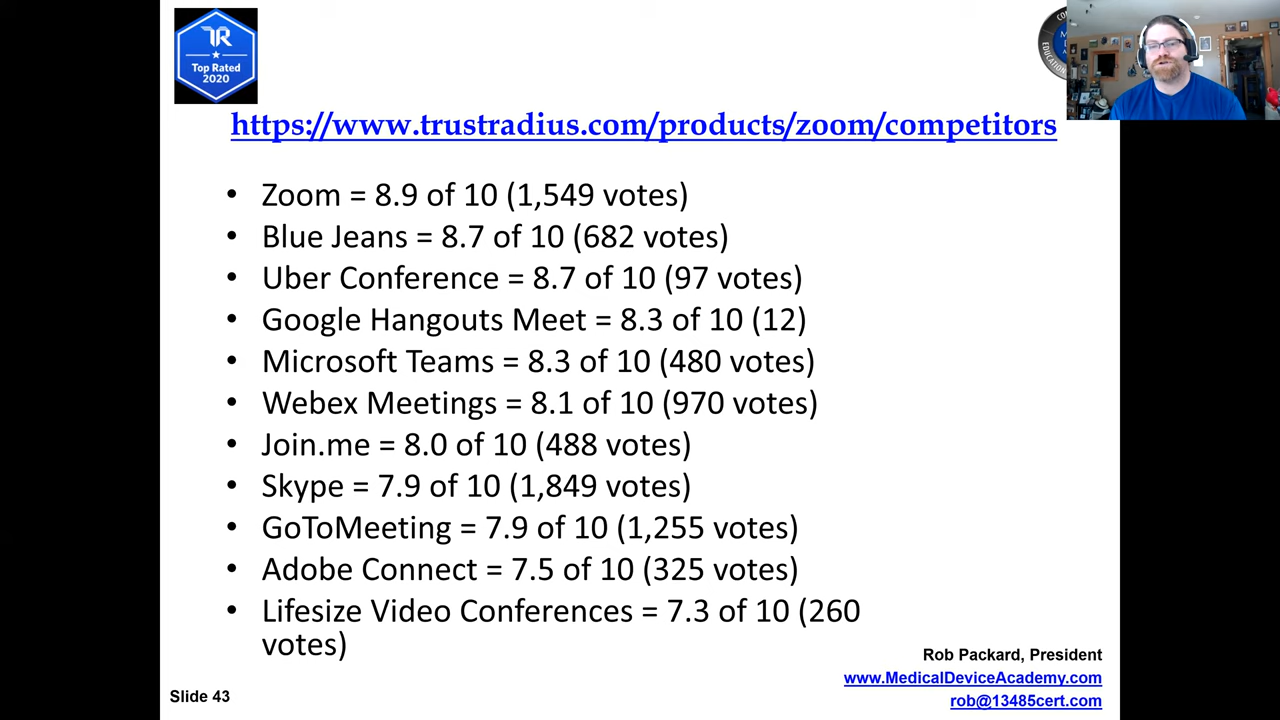 TR
Top Rated
2020
https://www.trustradius.com/products/zoom/competitors
• Zoom = 8.9 of 10 (1,549 votes)
• Blue Jeans = 8.7 of 10 (682 votes)
• Uber Conference = 8.7 of 10 (97 votes)
• Google Hangouts Meet = 8.3 of 10 (12)
• Microsoft Teams = 8.3 of 10 (480 votes)
• Webex Meetings = 8.1 of 10 (970 votes)
• Join.me = 8.0 of 10 (488 votes)
• Skype = 7.9 of 10 (1,849 votes)
• GoToMeeting = 7.9 of 10 (1,255 votes)
• Adobe Connect = 7.5 of 10 (325 votes)
• Lifesize Video Conferences = 7.3 of 10 (260
votes)
Rob Packard, President
www.MedicalDeviceAcademy.com
rob@13485cert.com
Slide 43